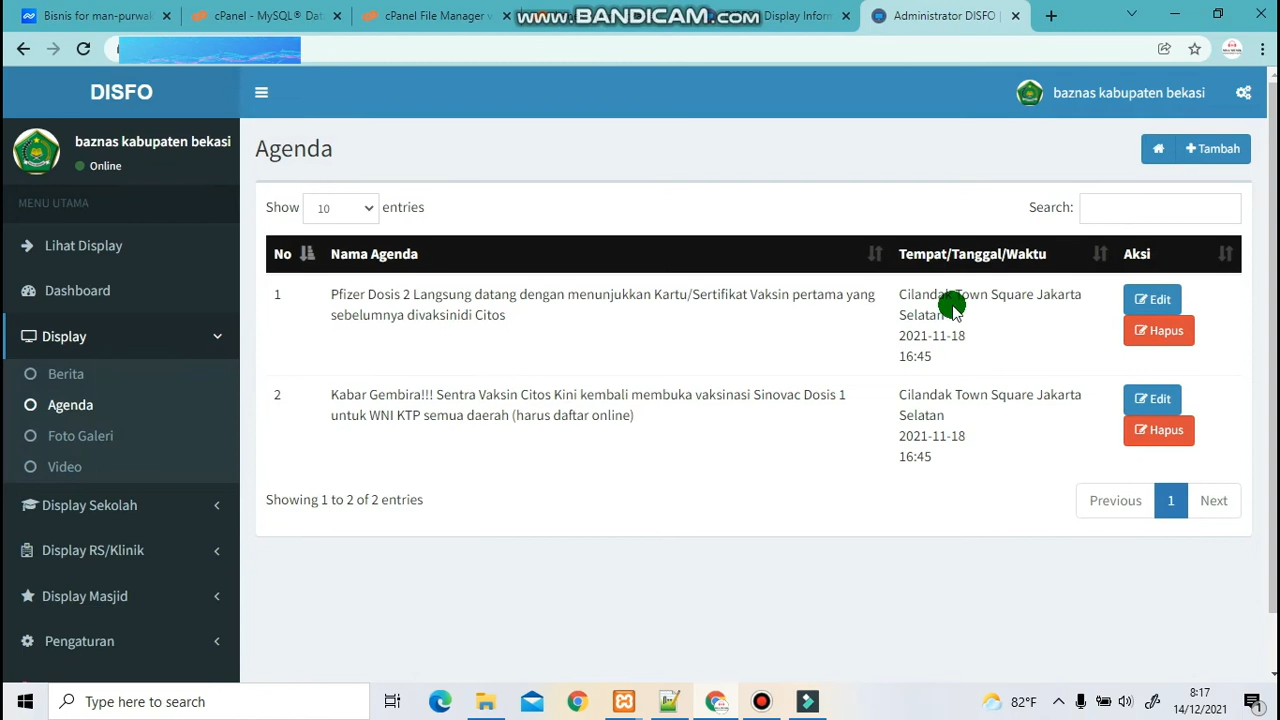 Bisnis for man-purwak
cPanel - MySQL® Dat
cPanel File Manager v
www.BANDICAM.com
Display Inform
Administrator DISFO |
DISFO
baznas kabupaten bekasi
baznas kabupaten bekasi
Online
MENU UTAMA
Lihat Display
Dashboard
Display
Berita
Agenda
Foto Galeri
Video
Display Sekolah
Display RS/Klinik
Display Masjid
Pengaturan
Agenda
Tambah
Show 10 entries
Search:
No Nama Agenda Tempat/Tanggal/Waktu Aksi
1 Pfizer Dosis 2 Langsung datang dengan menunjukkan Kartu/Sertifikat Vaksin pertama yang
sebelumnya divaksinidi Citos
Cilandak Town Square Jakarta
Selatan
2021-11-18
16:45
Edit
Hapus
2 Kabar Gembira!!! Sentra Vaksin Citos Kini kembali membuka vaksinasi Sinovac Dosis 1
untuk WNI KTP semua daerah (harus daftar online)
Cilandak Town Square Jakarta
Selatan
2021-11-18
16:45
Edit
Hapus
Showing 1 to 2 of 2 entries
Previous 1 Next
Type here to search
82°F
8:17
14/12/2021
1